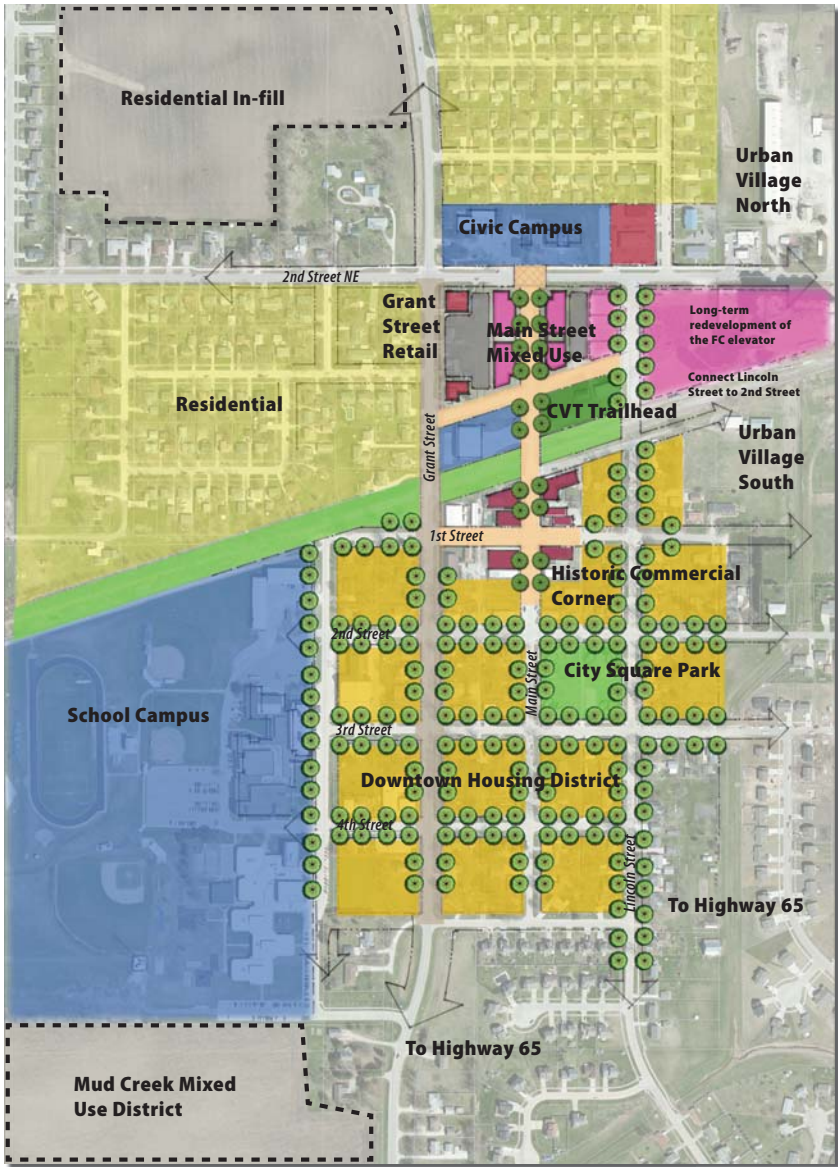 Residential In-fill
Urban
Village
North
Civic Campus
2nd Street NE
Grant
Street
Retail
Main Street
Mixed Use
Long-term
redevelopment of
the FC elevator
Connect Lincoln
Street to 2nd Street
Residential
CVT Trailhead
Grant Street
Urban
Village
South
1st Street
Historic Commercial
Corner
2nd Street
Main Street
City Square Park
School Campus
3rd Street
Downtown Housing District
4th Street
Lincoln Street
To Highway 65
To Highway 65
Mud Creek Mixed
Use District